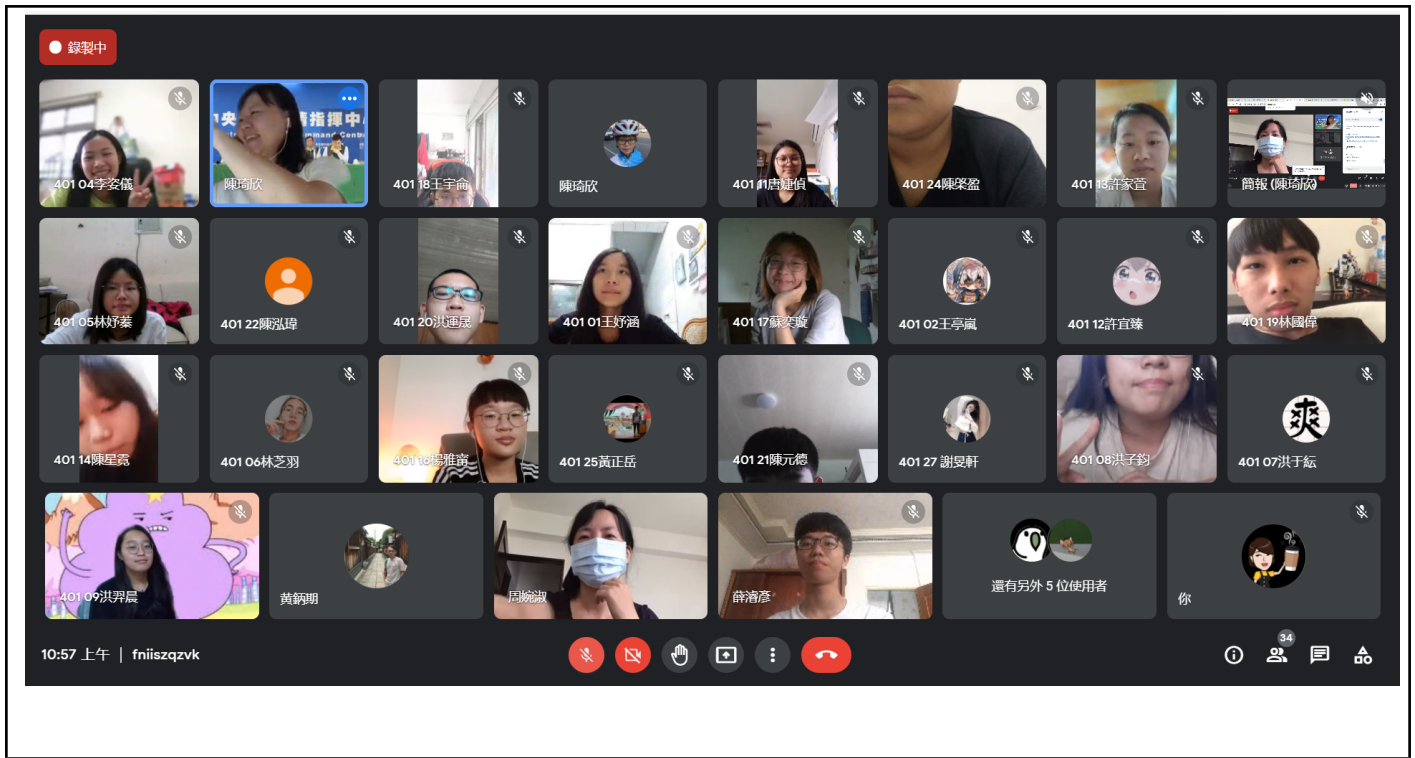 錄製中
401 04李姿儀
陳琦欣
401 18王宇侖
陳琦欣
401 11唐婕偵
401 24陳棨盈
401 13許家萓
簡報 (陳琦欣)
401 05林妤蓁
401 22陳泓瑋
401 20洪運晟
401 01王妤涵
401 17蘇奕璇
401 02王亭嵐
401 12許宜臻
401 19林國偉
401 14陳星霓
401 06林芝羽
401 16楊雅甯
401 25黃正岳
401 21陳元德
401 27 謝旻軒
401 08洪子鈞
401 07洪于紜
爽
401 09洪羿晨
黃鈵期
周婉淑
薛濬彥
還有另外 5 位使用者
你
10:57 上午 | fniiszqzvk
34